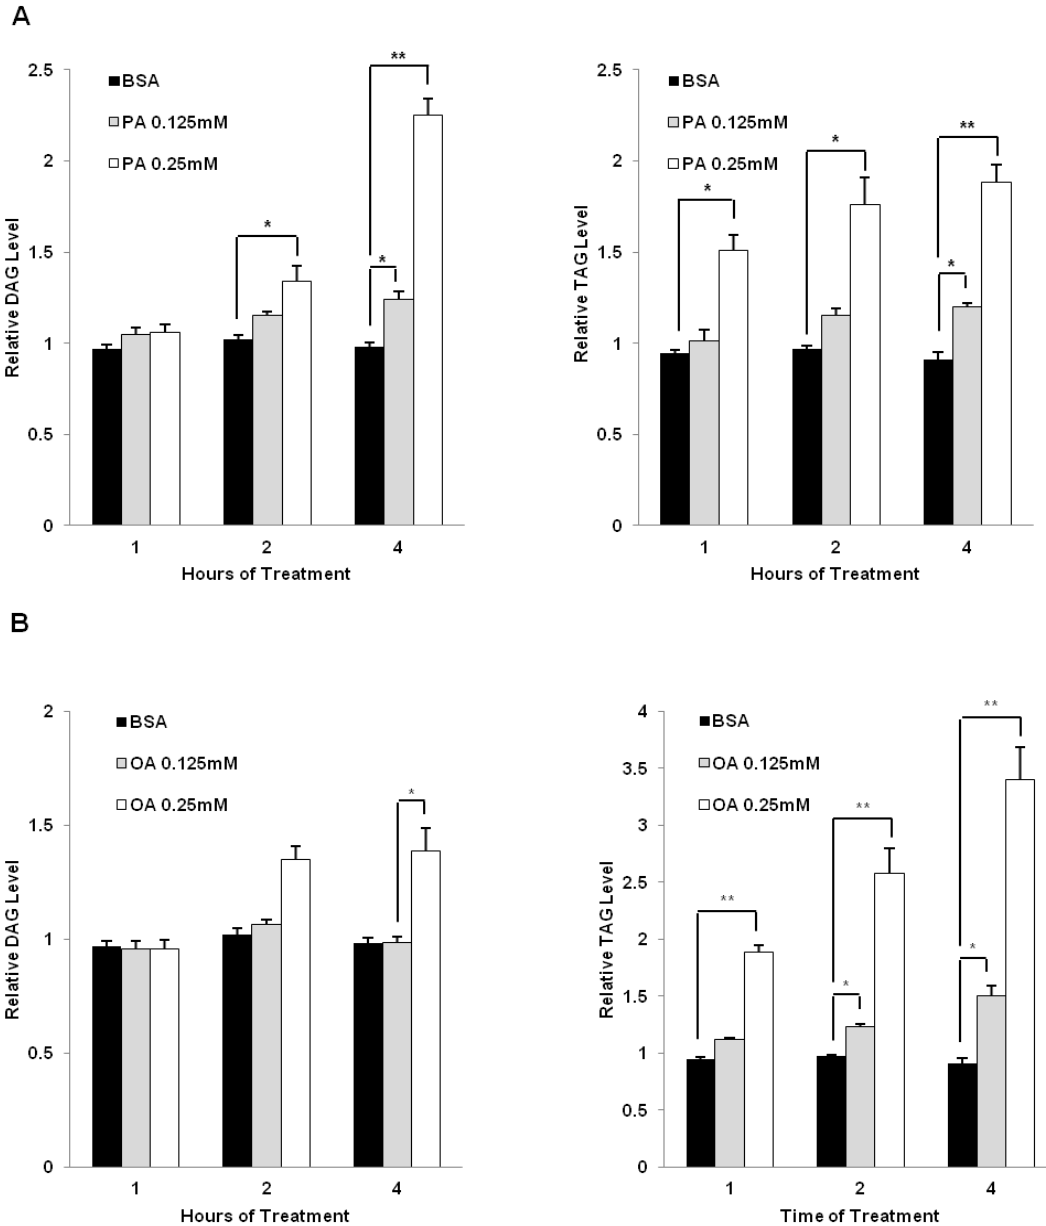 A
2.5
2
1.5
1
0.5
0
Relative DAG Level
BSA
PA 0.125mM
PA 0.25mM
*
*
**
1
2
4
Hours of Treatment
2.5
2
1.5
1
0.5
0
Relative TAG Level
BSA
PA 0.125mM
PA 0.25mM
*
*
*
**
1
2
4
Hours of Treatment
B
2
1.5
1
0.5
0
Relative DAG Level
BSA
OA 0.125mM
OA 0.25mM
*
1
2
4
Hours of Treatment
4
3.5
3
2.5
2
1.5
1
0.5
0
Relative TAG Level
BSA
OA 0.125mM
OA 0.25mM
**
*
**
*
**
1
2
4
Time of Treatment